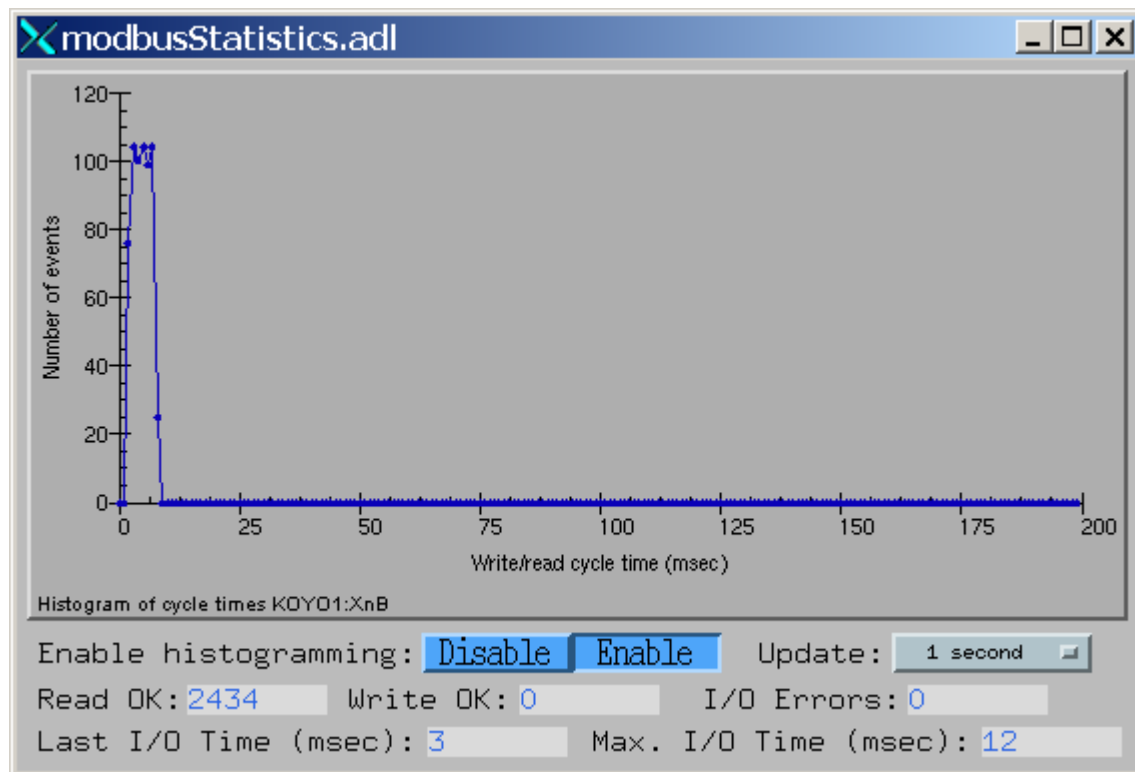 modbusStatistics.adl
120
100
80
60
40
20
0
Number of events
0 25 50 75 100 125 150 175 200
Write/read cycle time (msec)
Histogram of cycle times KOYO1:XnB
Enable histogramming: Disable Enable Update: 1 second
Read OK: 2434 Write OK: 0 I/O Errors: 0
Last I/O Time (msec): 3 Max. I/O Time (msec): 12